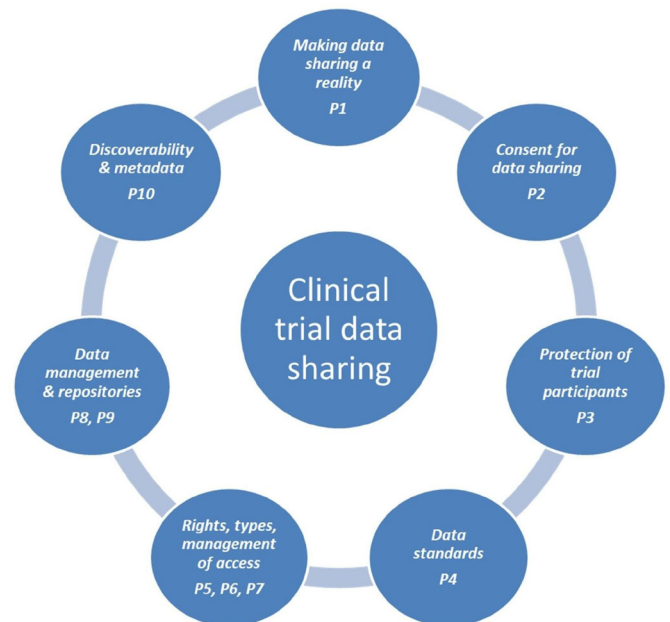 Making data
sharing a
reality
P1
Consent for
data sharing
P2
Protection of
trial
participants
P3
Data
standards
P4
Rights, types,
management
of access
P5, P6, P7
Data
management
& repositories
P8, P9
Discoverability
& metadata
P10
Clinical
trial data
sharing